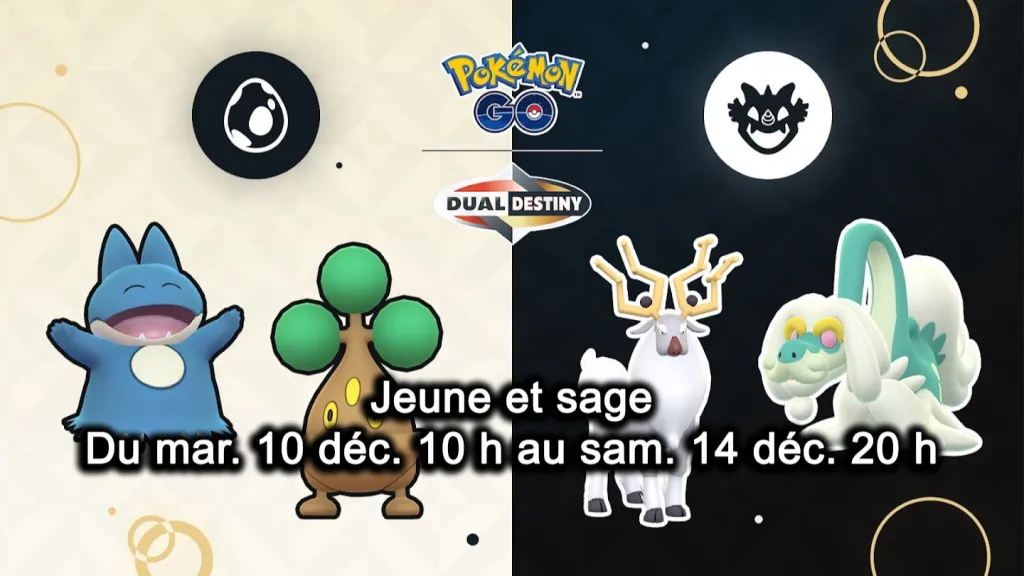 POKÉMON
GO
DUAL DESTINY
Jeune et sage
Du mar. 10 déc. 10 h au sam. 14 déc. 20 h